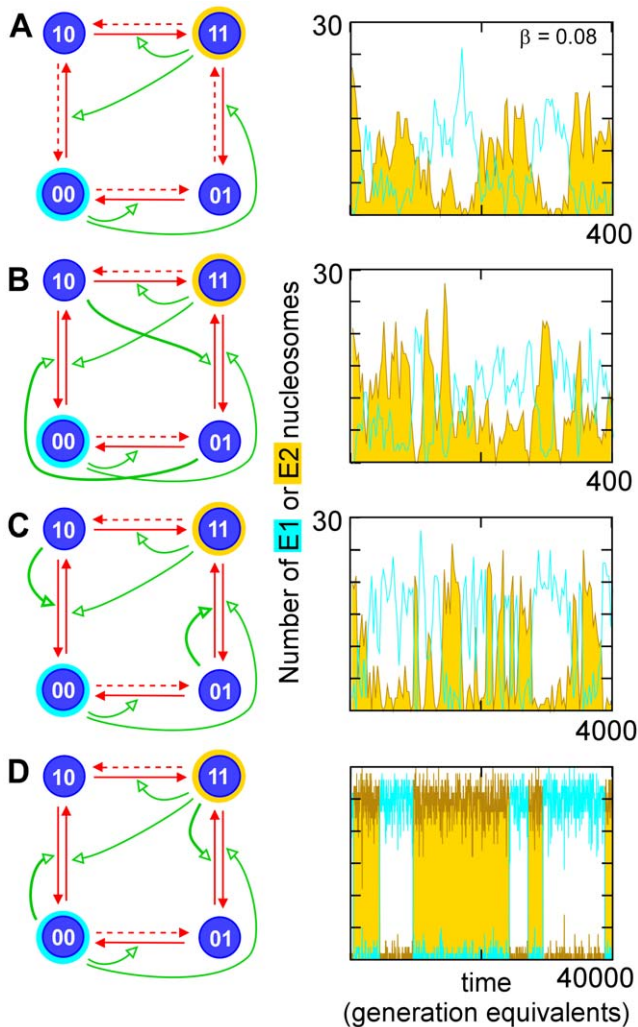 A
10
11
00
01
30
β = 0.08
400
B
10
11
00
01
30
400
C
10
11
00
01
30
4000
D
10
11
00
01
Number of E1 or E2 nucleosomes
time
40000
(generation equivalents)